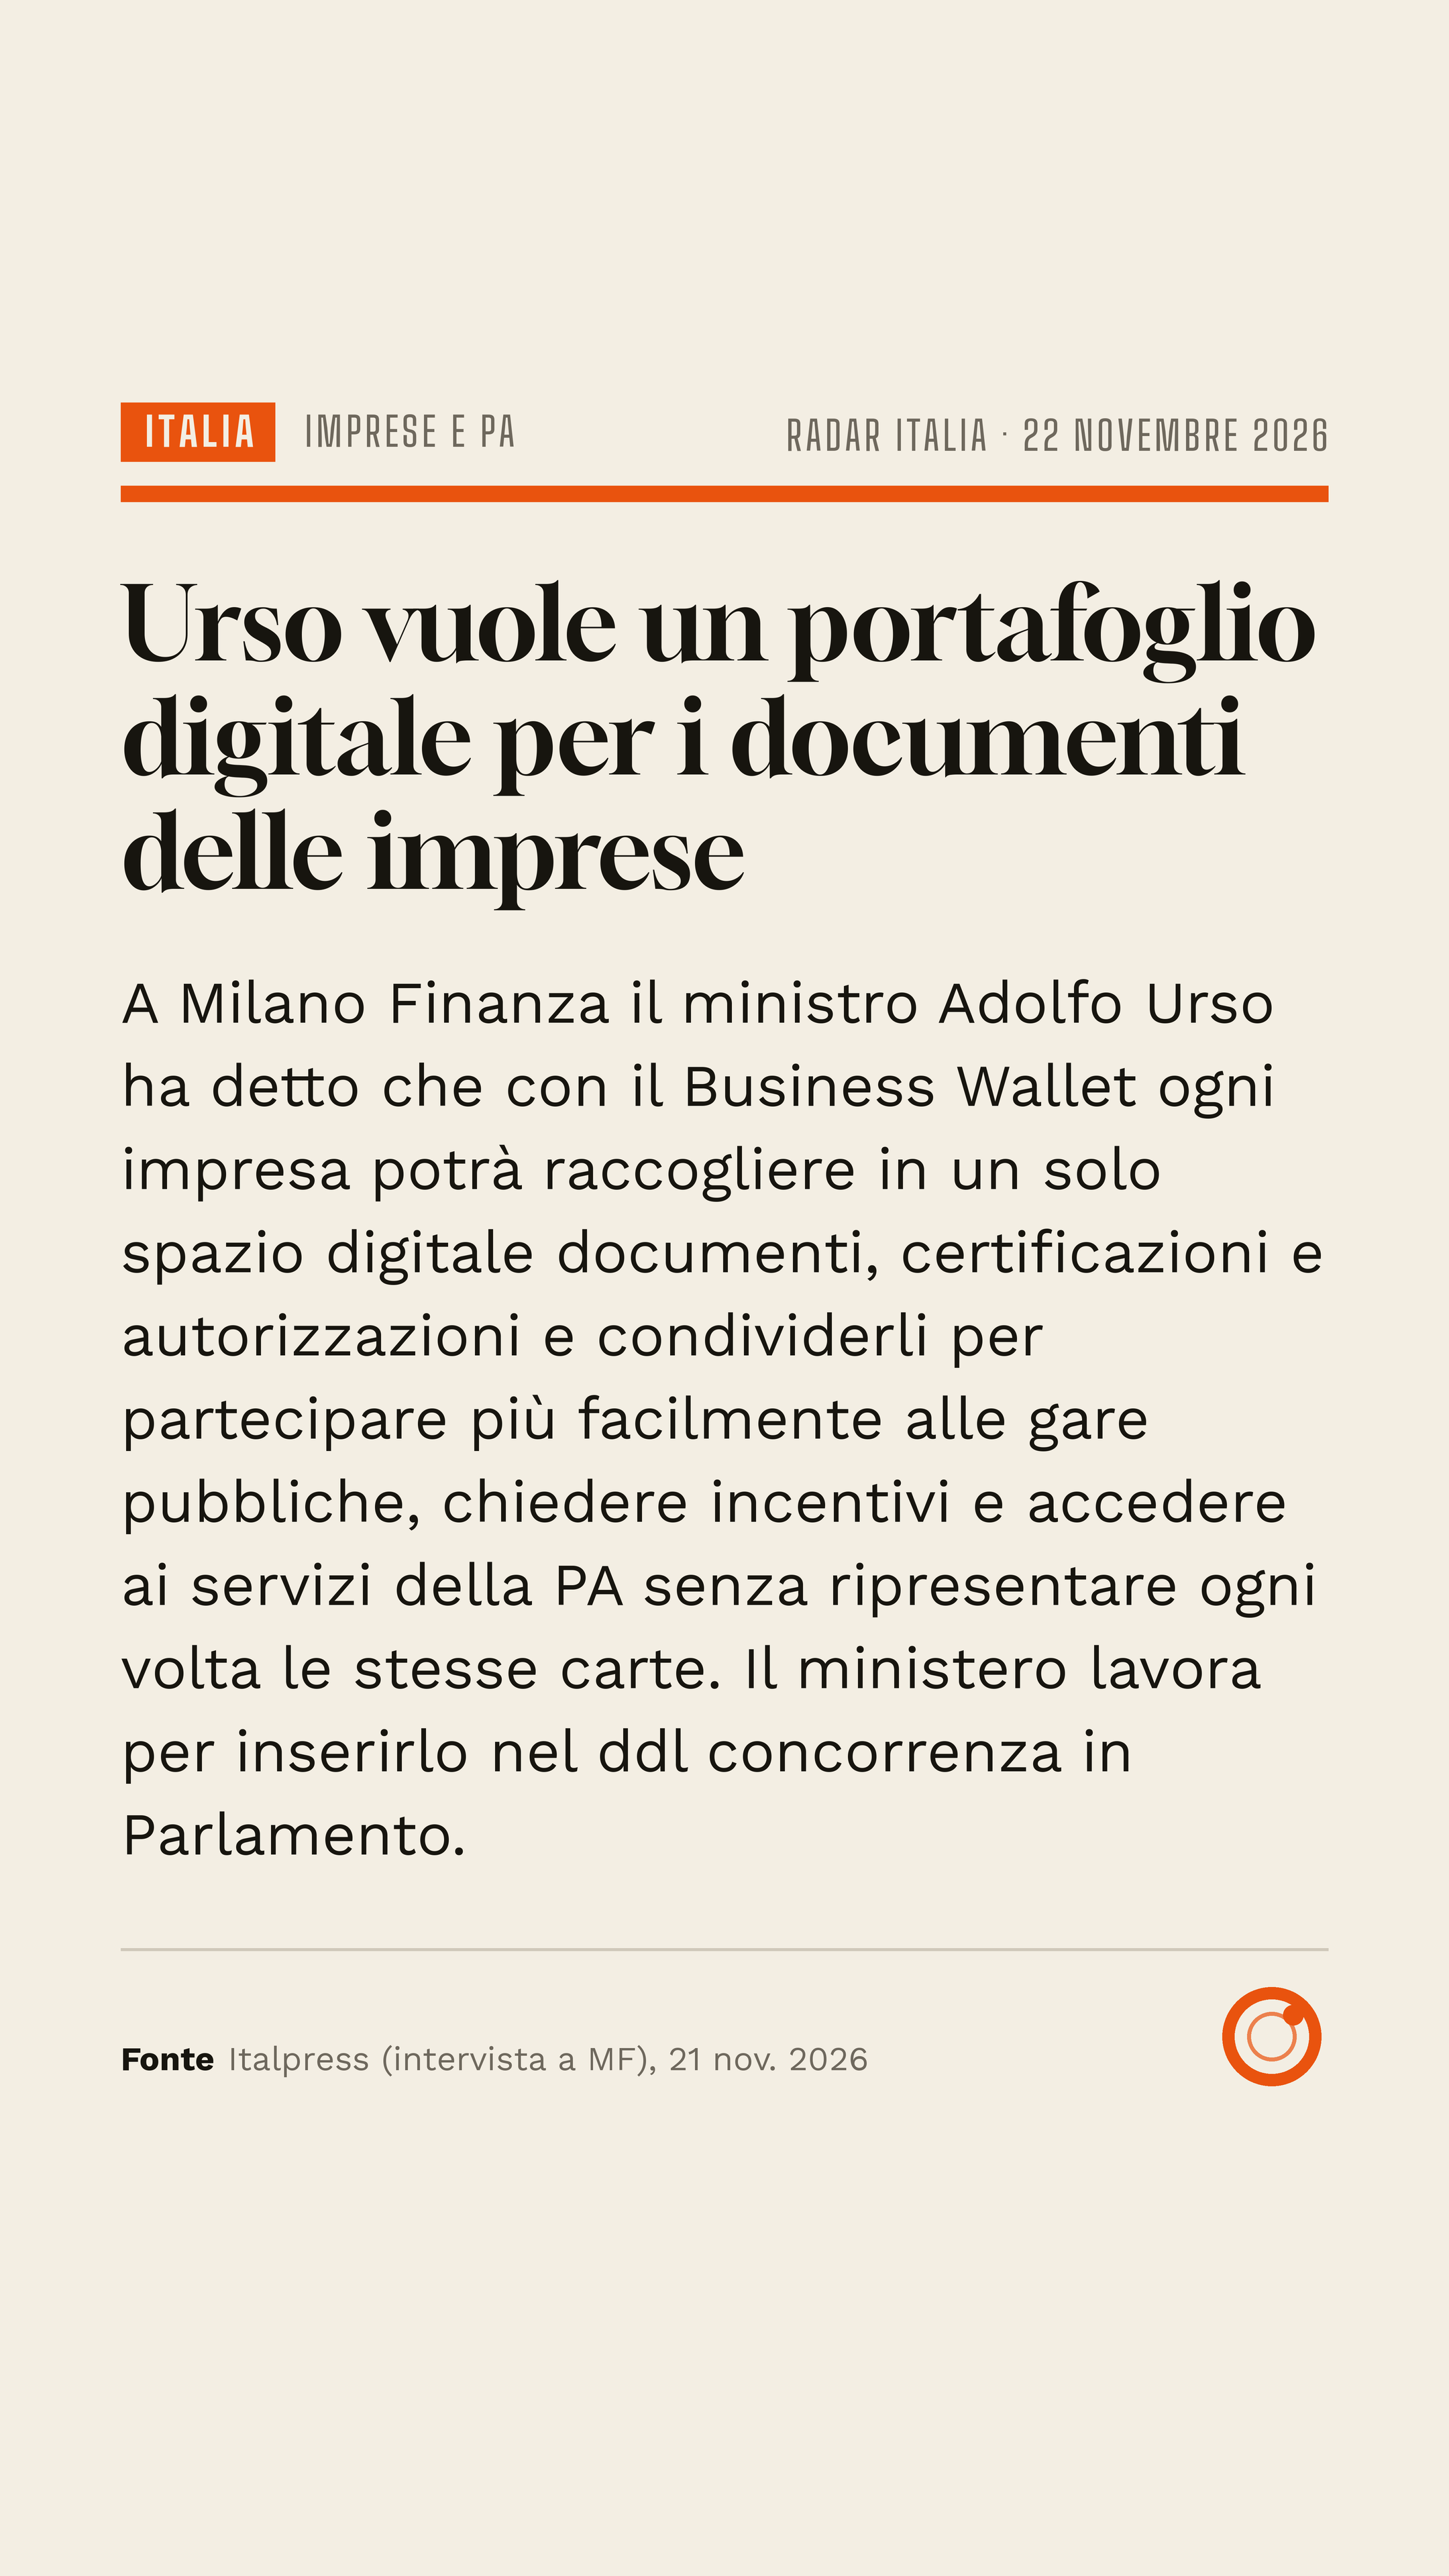 ITALIA IMPRESE E PA RADAR ITALIA · 22 NOVEMBRE 2026
Urso vuole un portafoglio
digitale per i documenti
delle imprese
A Milano Finanza il ministro Adolfo Urso
ha detto che con il Business Wallet ogni
impresa potrà raccogliere in un solo
spazio digitale documenti, certificazioni e
autorizzazioni e condividerli per
partecipare più facilmente alle gare
pubbliche, chiedere incentivi e accedere
ai servizi della PA senza ripresentare ogni
volta le stesse carte. Il ministero lavora
per inserirlo nel ddl concorrenza in
Parlamento.
Fonte Italpress (intervista a MF), 21 nov. 2026